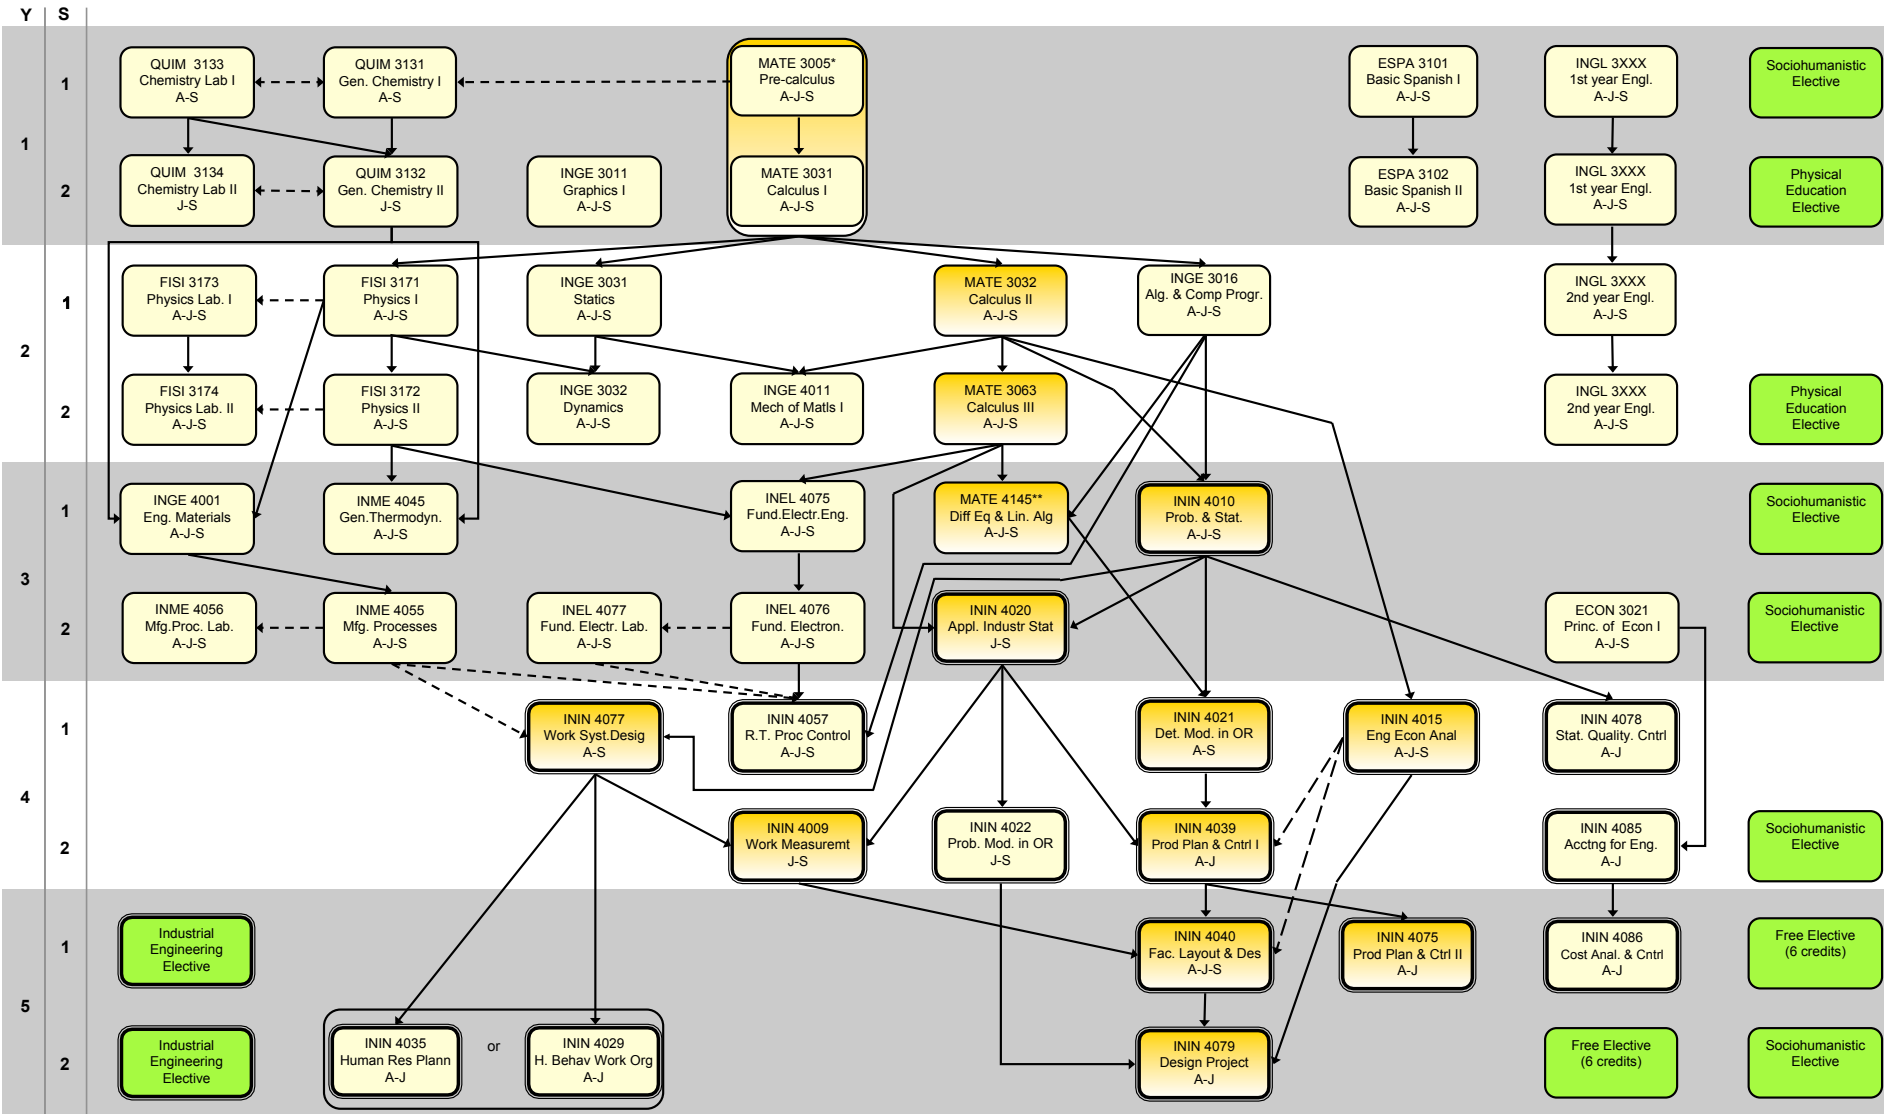 Y
S
1
QUIM 3133
Chemistry Lab I
A-S
QUIM 3131
Gen. Chemistry I
A-S
MATE 3005*
Pre-calculus
A-J-S
ESPA 3101
Basic Spanish I
A-J-S
INGL 3XXX
1st year Engl.
A-J-S
Sociohumanistic
Elective
1
2
QUIM 3134
Chemistry Lab II
J-S
QUIM 3132
Gen. Chemistry II
J-S
INGE 3011
Graphics I
A-J-S
MATE 3031
Calculus I
A-J-S
ESPA 3102
Basic Spanish II
A-J-S
INGL 3XXX
1st year Engl.
A-J-S
Physical
Education
Elective
1
FISI 3173
Physics Lab. I
A-J-S
FISI 3171
Physics I
A-J-S
INGE 3031
Statics
A-J-S
MATE 3032
Calculus II
A-J-S
INGE 3016
Alg. & Comp Progr.
A-J-S
INGL 3XXX
2nd year Engl.
A-J-S
2
2
FISI 3174
Physics Lab. II
A-J-S
FISI 3172
Physics II
A-J-S
INGE 3032
Dynamics
A-J-S
INGE 4011
Mech of Matls I
A-J-S
MATE 3063
Calculus III
A-J-S
INGL 3XXX
2nd year Engl.
A-J-S
Physical
Education
Elective
1
INGE 4001
Eng. Materials
A-J-S
INME 4045
Gen.Thermodyn.
A-J-S
INEL 4075
Fund.Electr.Eng.
A-J-S
MATE 4145**
Diff Eq & Lin. Alg
A-J-S
ININ 4010
Prob. & Stat.
A-J-S
Sociohumanistic
Elective
3
2
INME 4056
Mfg.Proc. Lab.
A-J-S
INME 4055
Mfg. Processes
A-J-S
INEL 4077
Fund. Electr. Lab.
A-J-S
INEL 4076
Fund. Electron.
A-J-S
ININ 4020
Appl. Industr Stat
J-S
ECON 3021
Princ. of Econ I
A-J-S
Sociohumanistic
Elective
1
ININ 4077
Work Syst.Desig
A-S
ININ 4057
R.T. Proc Control
A-J-S
ININ 4021
Det. Mod. in OR
A-S
ININ 4015
Eng Econ Anal
A-J-S
ININ 4078
Stat. Quality. Cntrl
A-J
4
2
ININ 4009
Work Measuremt
J-S
ININ 4022
Prob. Mod. in OR
J-S
ININ 4039
Prod Plan & Cntrl I
A-J
ININ 4085
Acctng for Eng.
A-J
Sociohumanistic
Elective
1
Industrial
Engineering
Elective
ININ 4040
Fac. Layout & Des
A-J-S
ININ 4075
Prod Plan & Ctrl II
A-J
ININ 4086
Cost Anal. & Cntrl
A-J
Free Elective
(6 credits)
5
2
Industrial
Engineering
Elective
ININ 4035
Human Res Plann
A-J
or
ININ 4029
H. Behav Work Org
A-J
ININ 4079
Design Project
A-J
Free Elective
(6 credits)
Sociohumanistic
Elective